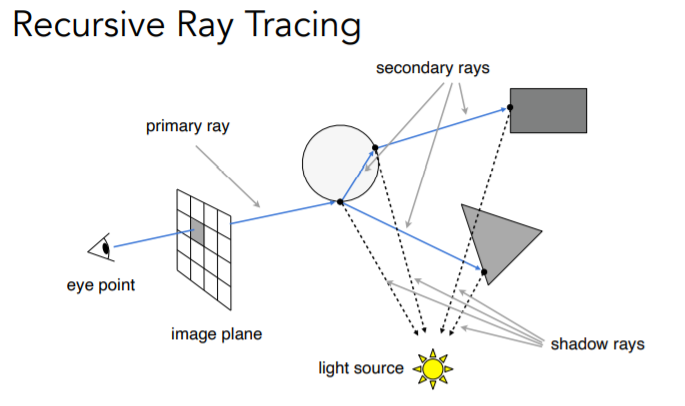 Recursive Ray Tracing
secondary rays
primary ray
eye point
image plane
shadow rays
light source